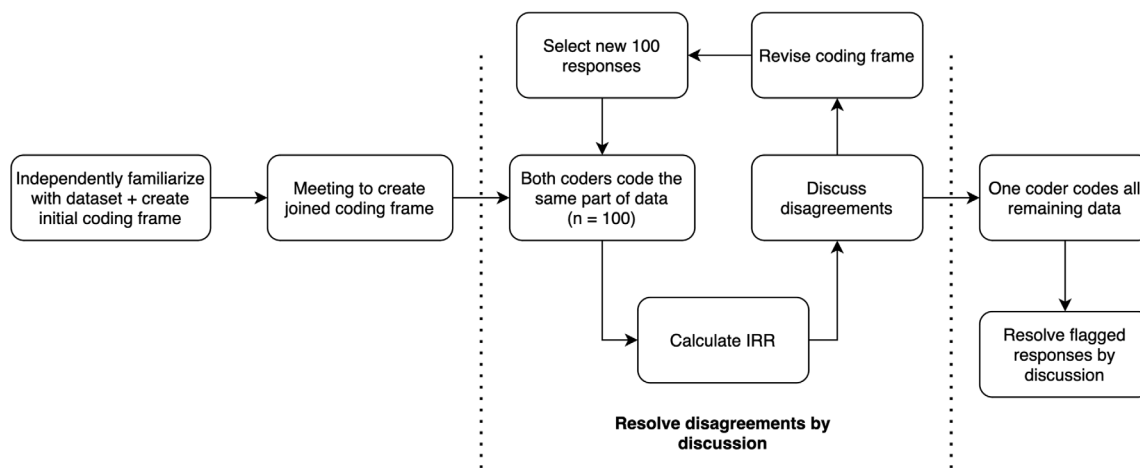 Select new 100
responses
Revise coding frame
Independently familiarize
with dataset + create
initial coding frame
Meeting to create
joined coding frame
Both coders code the
same part of data
(n = 100)
Discuss
disagreements
One coder codes all
remaining data
Calculate IRR
Resolve flagged
responses by
discussion
Resolve disagreements by
discussion